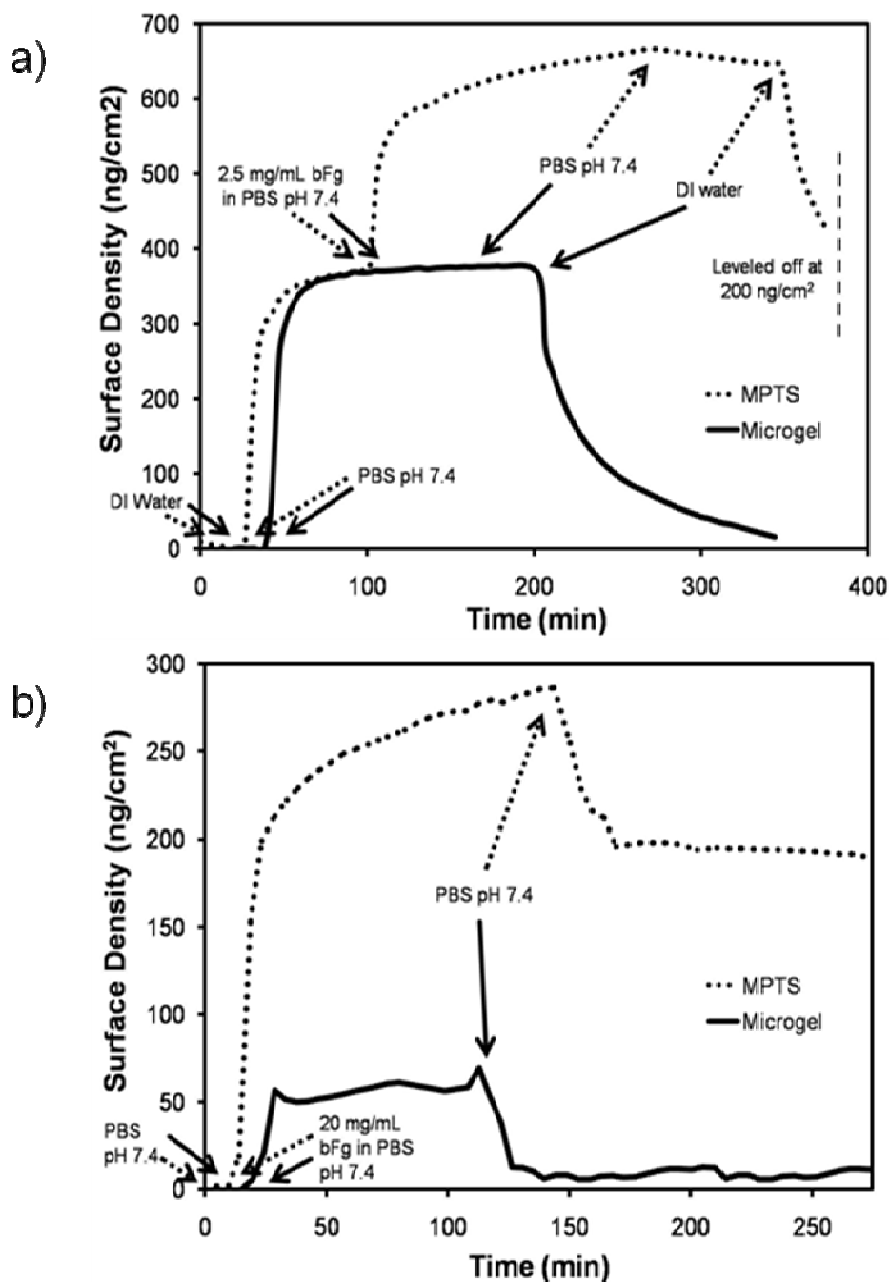 a)
700
600
500
400
300
200
100
0
Surface Density (ng/cm2)
2.5 mg/mL bFg
in PBS pH 7.4
PBS pH 7.4
DI water
Leveled off at
200 ng/cm²
MPTS
Microgel
DI Water
PBS pH 7.4
0 100 200 300 400
Time (min)
b)
300
250
200
150
100
50
0
Surface Density (ng/cm²)
PBS pH 7.4
MPTS
Microgel
PBS
pH 7.4
20 mg/mL
bFg in PBS
pH 7.4
0 50 100 150 200 250
Time (min)